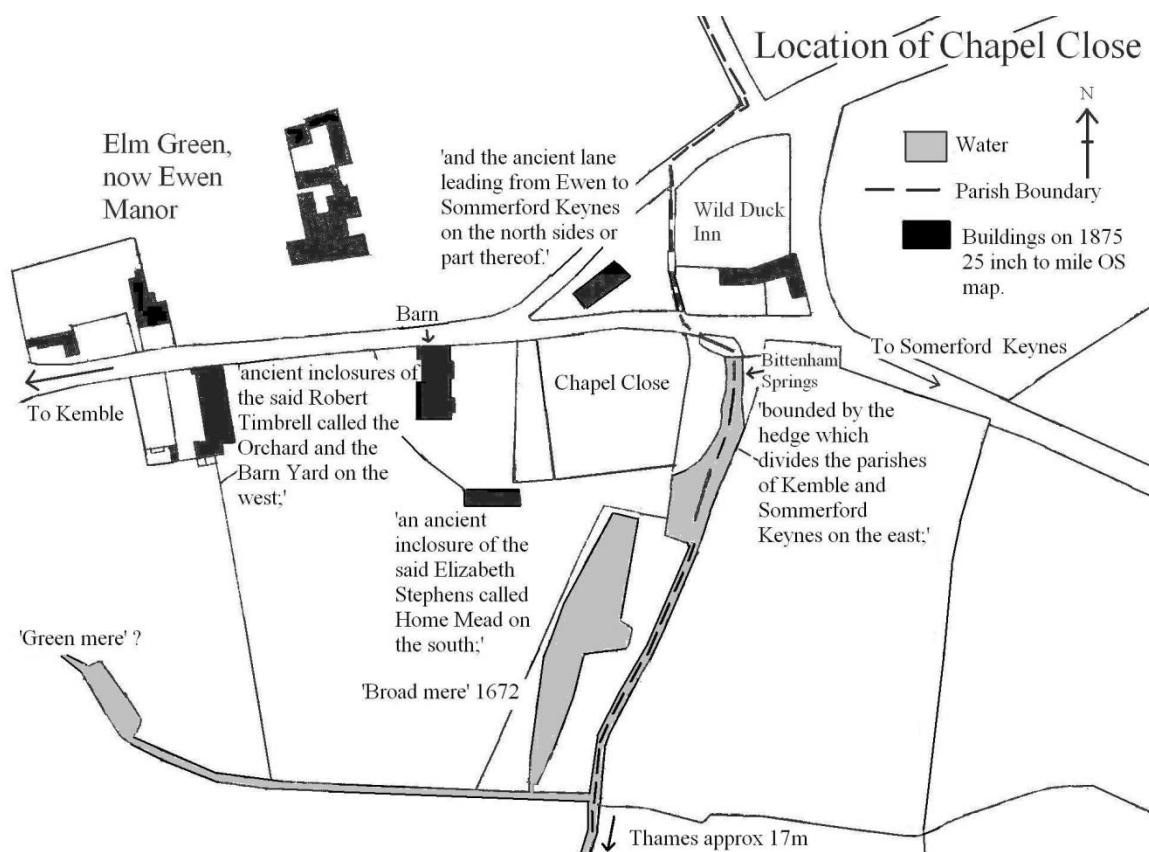 Location of Chapel Close
N
Water
Parish Boundary
Buildings on 1875
25 inch to mile OS
map.
Elm Green,
now Ewen
Manor
'and the ancient lane
leading from Ewen to
Sommerford Keynes
on the north sides or
part thereof.'
Wild Duck
Inn
Barn
To Kemble
'ancient inclosures of
the said Robert
Timbrell called the
Orchard and the
Barn Yard on the
west;'
Chapel Close
Bittenham
Springs
To Somerford Keynes
'bounded by the
hedge which
divides the parishes
of Kemble and
Sommerford
Keynes on the east;'
'an ancient
inclosure of the
said Elizabeth
Stephens called
Home Mead on
the south;'
'Green mere' ?
'Broad mere' 1672
Thames approx 17m